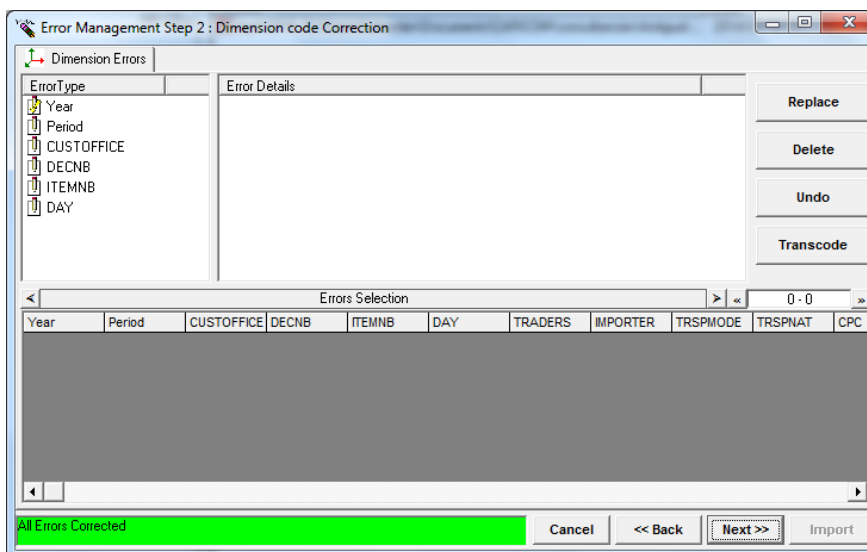 Error Management Step 2 : Dimension code Correction
Dimension Errors
ErrorType
Error Details
Year
Period
CUSTOFFICE
DECNB
ITEMNB
DAY
Replace
Delete
Undo
Transcode
< Errors Selection > « 0 - 0 »
Year Period CUSTOFFICE DECNB ITEMNB DAY TRADERS IMPORTER TRSPMODE TRSPNAT CPC
All Errors Corrected
Cancel << Back Next >> Import